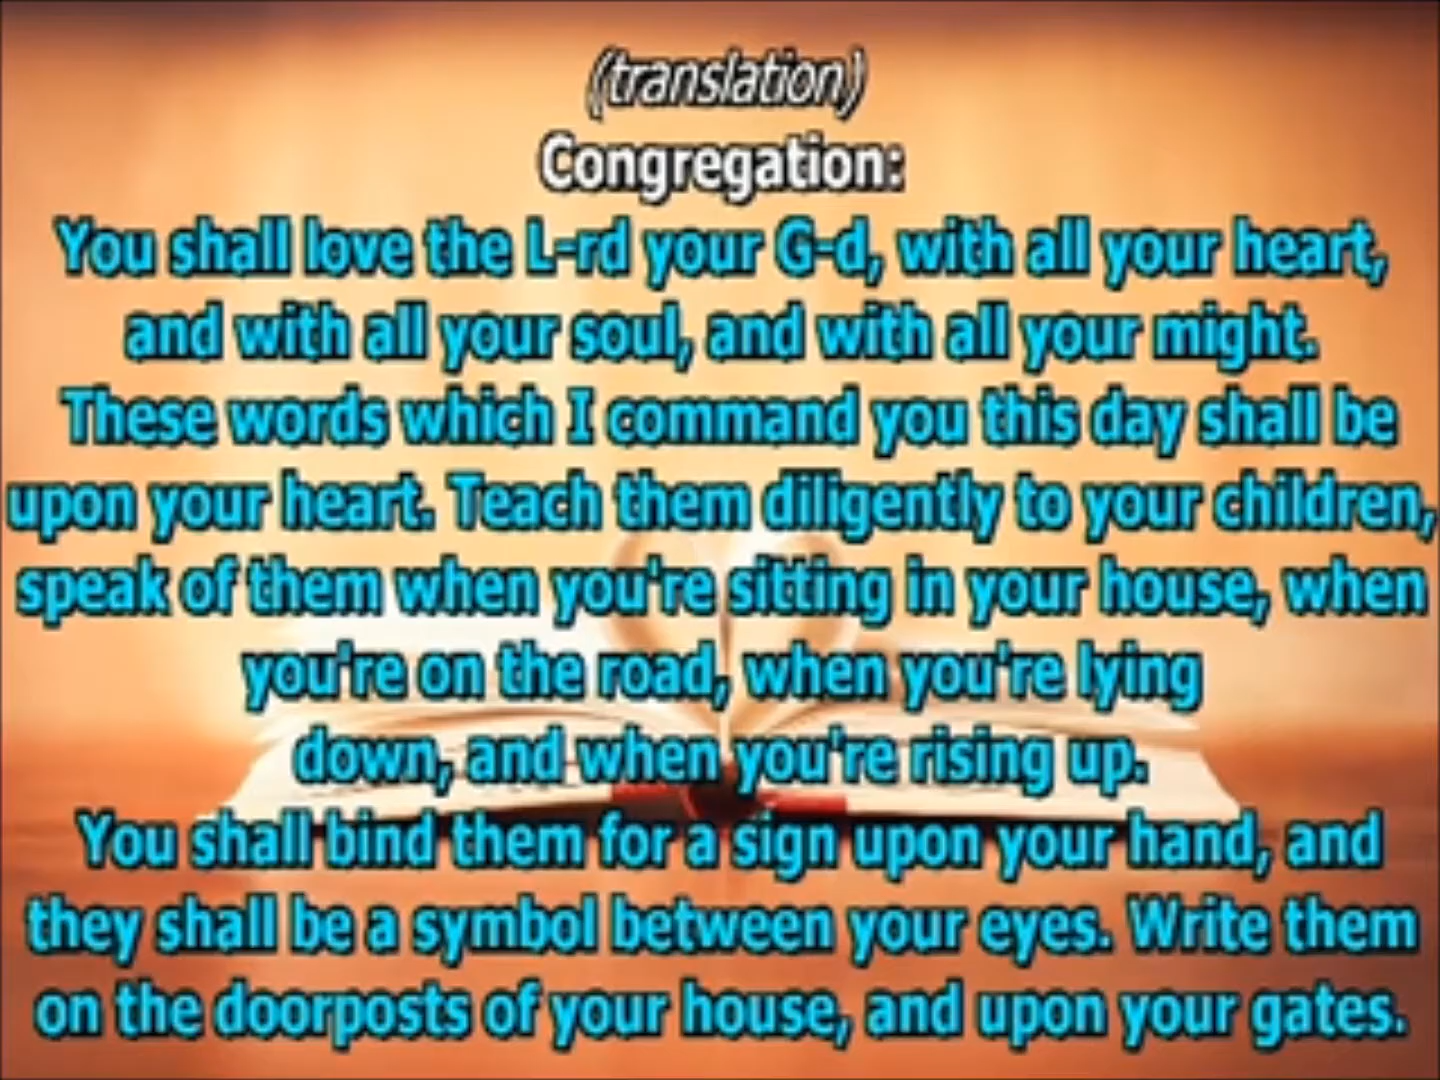 (translation)
Congregation:
You shall love the L-rd your G-d, with all your heart,
and with all your soul, and with all your might.
These words which I command you this day shall be
upon your heart. Teach them diligently to your children,
speak of them when you're sitting in your house, when
you're on the road, when you're lying
down, and when you're rising up.
You shall bind them for a sign upon your hand, and
they shall be a symbol between your eyes. Write them
on the doorposts of your house, and upon your gates.